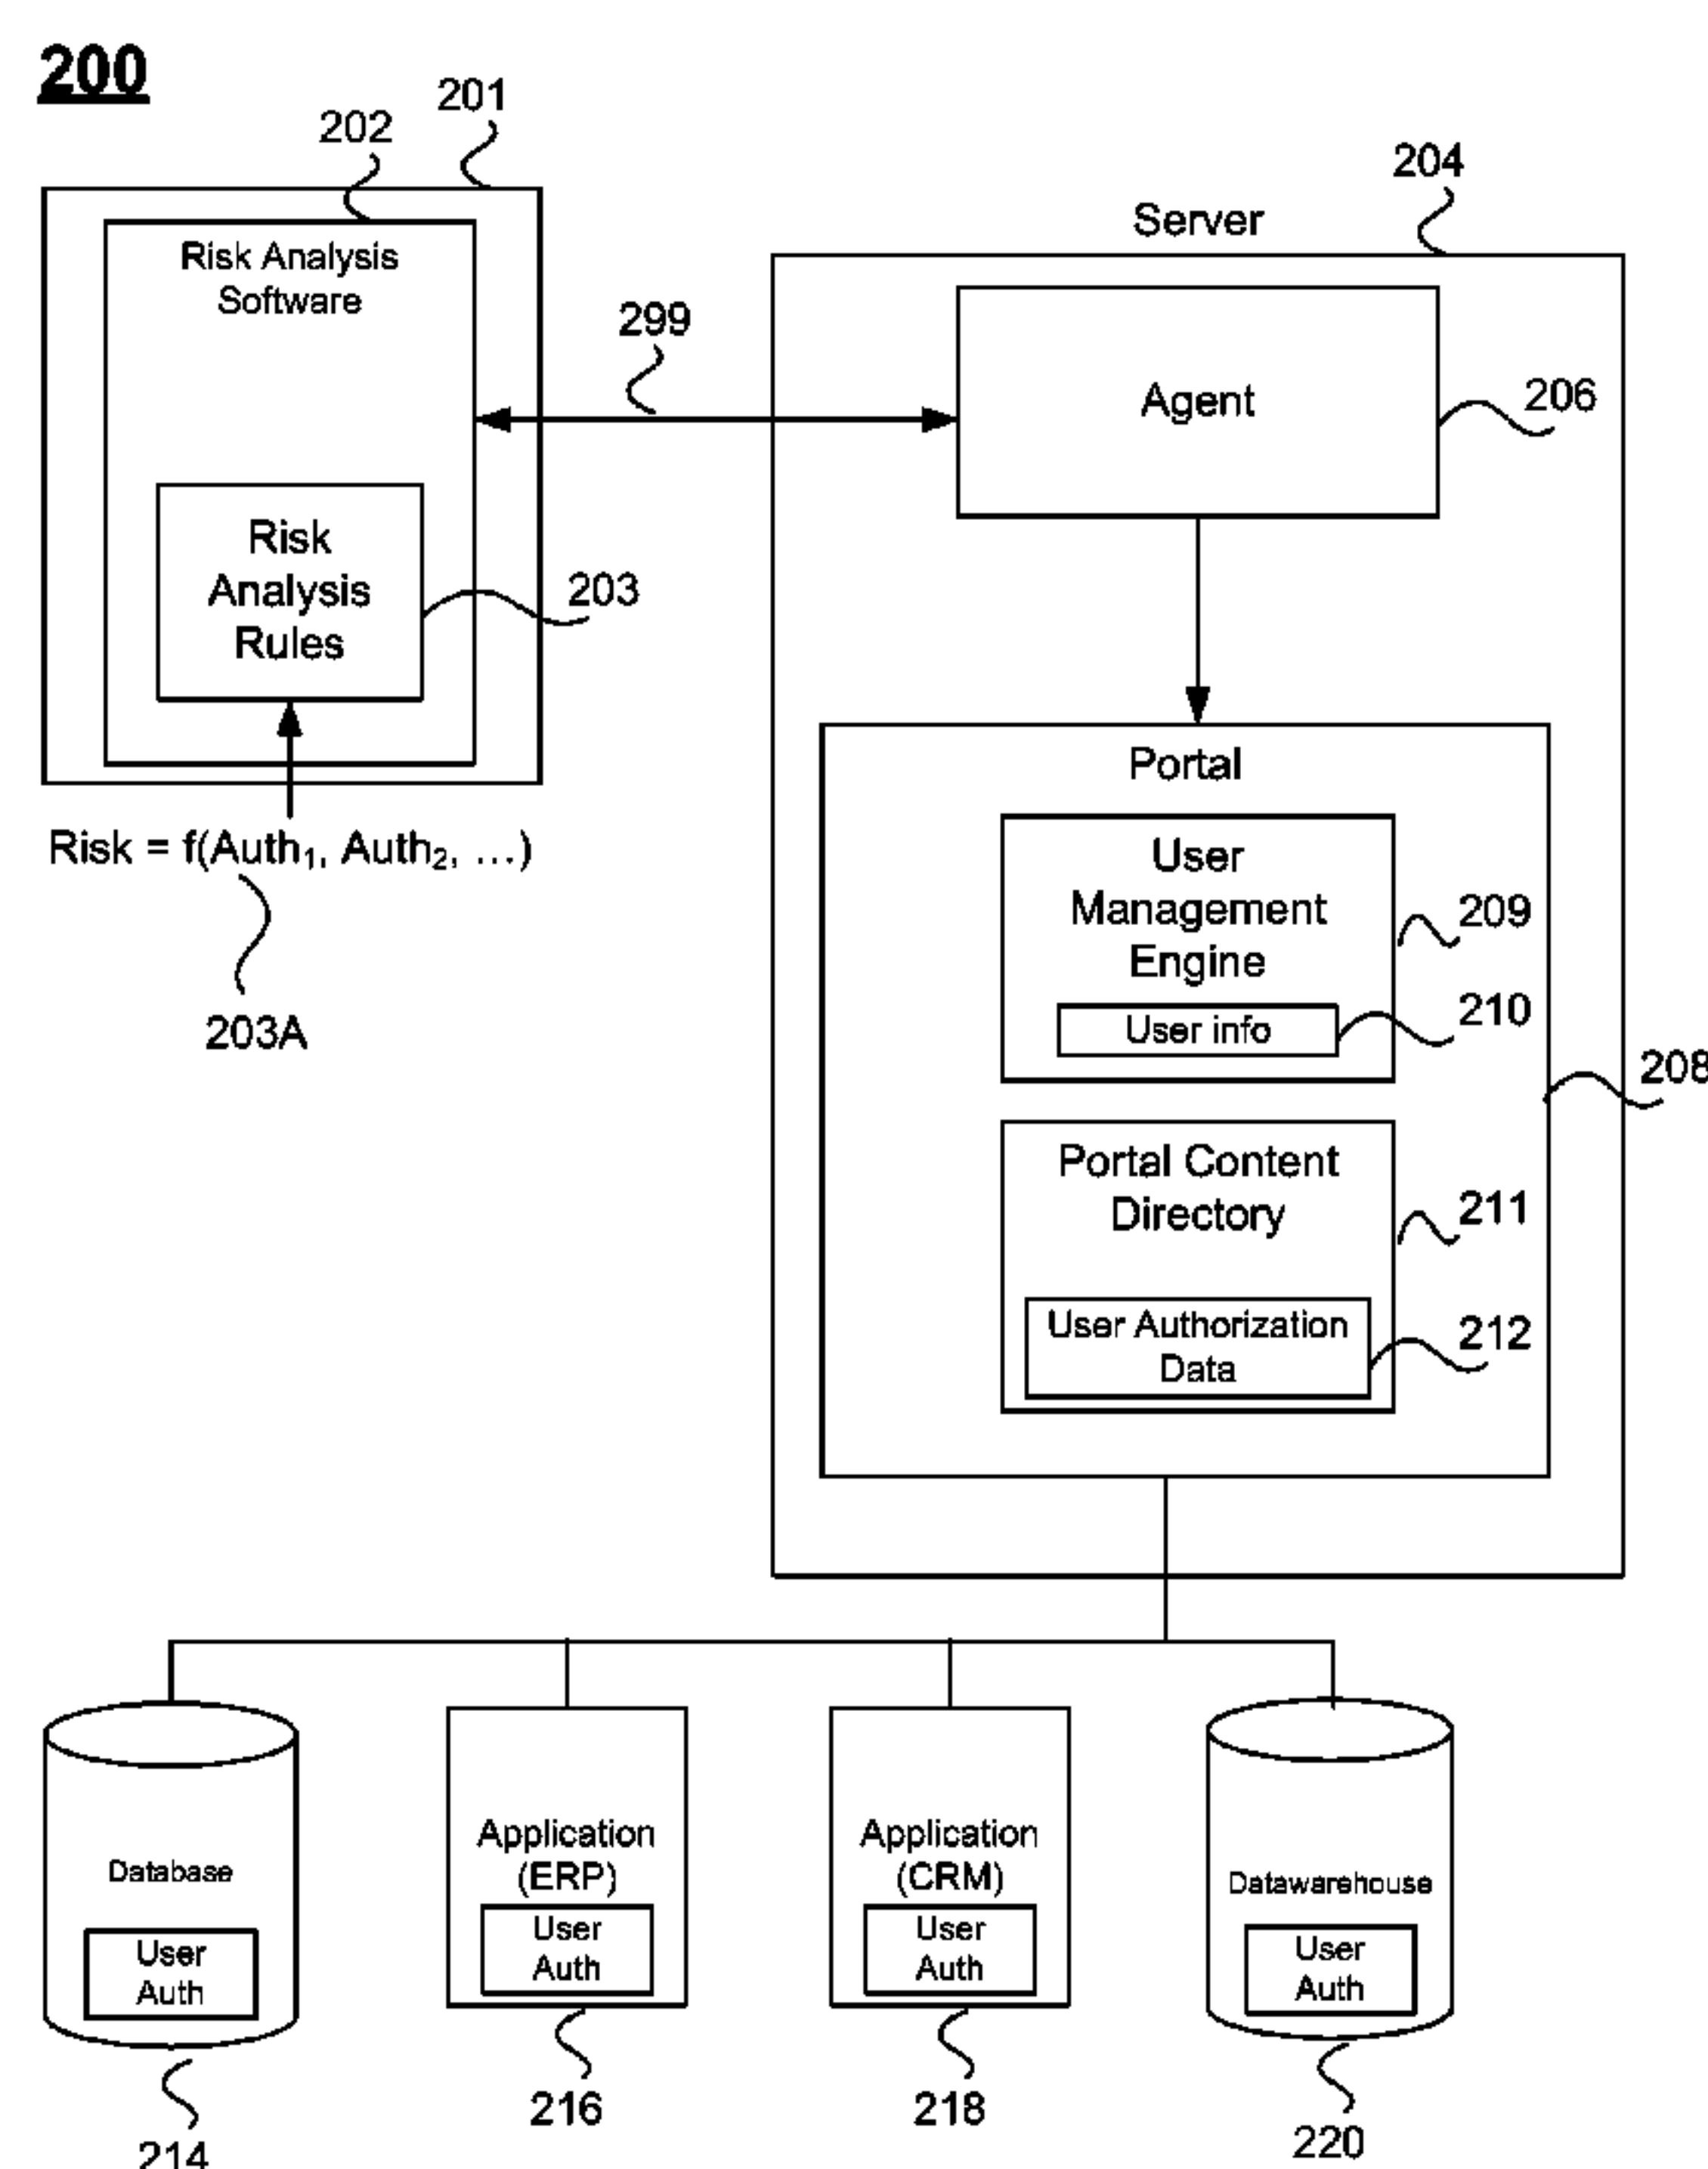 200
201
202
204
Server
Risk Analysis
Software
299
Agent
206
Risk
Analysis
Rules
203
Portal
Risk = f(Auth₁, Auth₂, …)
203A
User
Management
Engine
209
User info
210
208
Portal Content
Directory
211
User Authorization
Data
212
Database
User
Auth
214
Application
(ERP)
User
Auth
216
Application
(CRM)
User
Auth
218
Datawarehouse
User
Auth
220